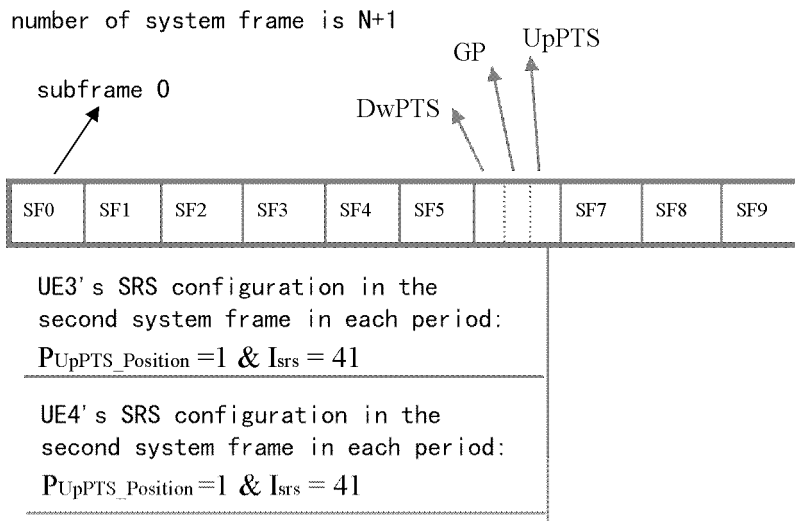 number of system frame is N+1
UpPTS
GP
subframe 0
DwPTS
SF0 SF1 SF2 SF3 SF4 SF5 SF7 SF8 SF9
UE3's SRS configuration in the
second system frame in each period:
PUpPTS_Position =1 & Isrs = 41
UE4's SRS configuration in the
second system frame in each period:
PUpPTS_Position =1 & Isrs = 41